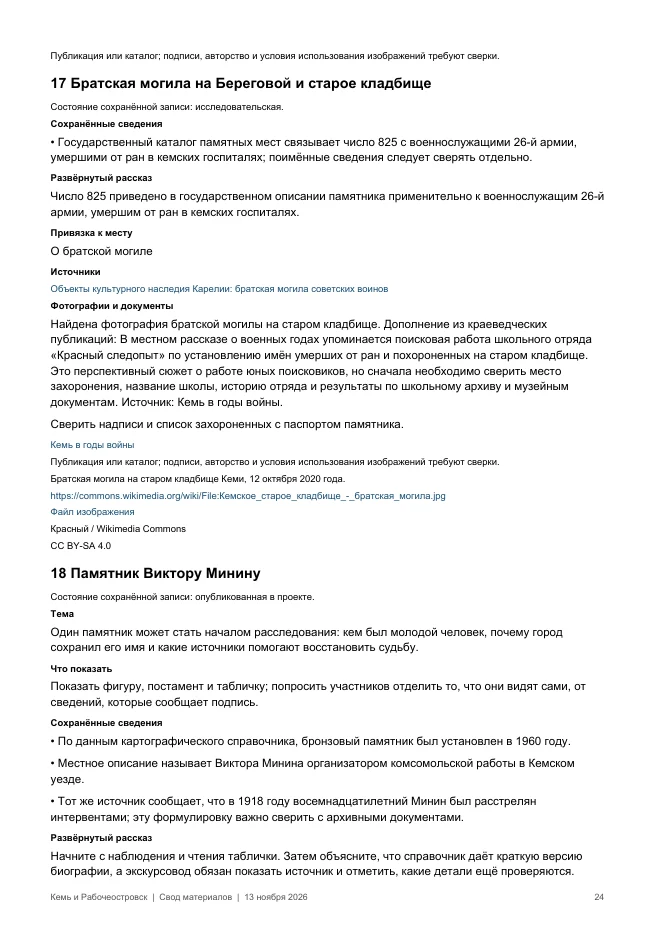 Публикация или каталог; подписи, авторство и условия использования изображений требуют сверки.
17 Братская могила на Береговой и старое кладбище
Состояние сохранённой записи: исследовательская.
Сохранённые сведения
• Государственный каталог памятных мест связывает число 825 с военнослужащими 26-й армии,
умершими от ран в кемских госпиталях; поимённые сведения следует сверять отдельно.
Развёрнутый рассказ
Число 825 приведено в государственном описании памятника применительно к военнослужащим 26-й
армии, умершим от ран в кемских госпиталях.
Привязка к месту
О братской могиле
Источники
Объекты культурного наследия Карелии: братская могила советских воинов
Фотографии и документы
Найдена фотография братской могилы на старом кладбище. Дополнение из краеведческих
публикаций: В местном рассказе о военных годах упоминается поисковая работа школьного отряда
«Красный следопыт» по установлению имён умерших от ран и похороненных на старом кладбище.
Это перспективный сюжет о работе юных поисковиков, но сначала необходимо сверить место
захоронения, название школы, историю отряда и результаты по школьному архиву и музейным
документам. Источник: Кемь в годы войны.
Сверить надписи и список захороненных с паспортом памятника.
Кемь в годы войны
Публикация или каталог; подписи, авторство и условия использования изображений требуют сверки.
Братская могила на старом кладбище Кеми, 12 октября 2020 года.
https://commons.wikimedia.org/wiki/File:Кемское_старое_кладбище_-_братская_могила.jpg
Файл изображения
Красный / Wikimedia Commons
CC BY-SA 4.0
18 Памятник Виктору Минину
Состояние сохранённой записи: опубликованная в проекте.
Тема
Один памятник может стать началом расследования: кем был молодой человек, почему город
сохранил его имя и какие источники помогают восстановить судьбу.
Что показать
Показать фигуру, постамент и табличку; попросить участников отделить то, что они видят сами, от
сведений, которые сообщает подпись.
Сохранённые сведения
• По данным картографического справочника, бронзовый памятник был установлен в 1960 году.
• Местное описание называет Виктора Минина организатором комсомольской работы в Кемском
уезде.
• Тот же источник сообщает, что в 1918 году восемнадцатилетний Минин был расстрелян
интервентами; эту формулировку важно сверить с архивными документами.
Развёрнутый рассказ
Начните с наблюдения и чтения таблички. Затем объясните, что справочник даёт краткую версию
биографии, а экскурсовод обязан показать источник и отметить, какие детали ещё проверяются.
Кемь и Рабочеостровск | Свод материалов | 13 ноября 2026
24